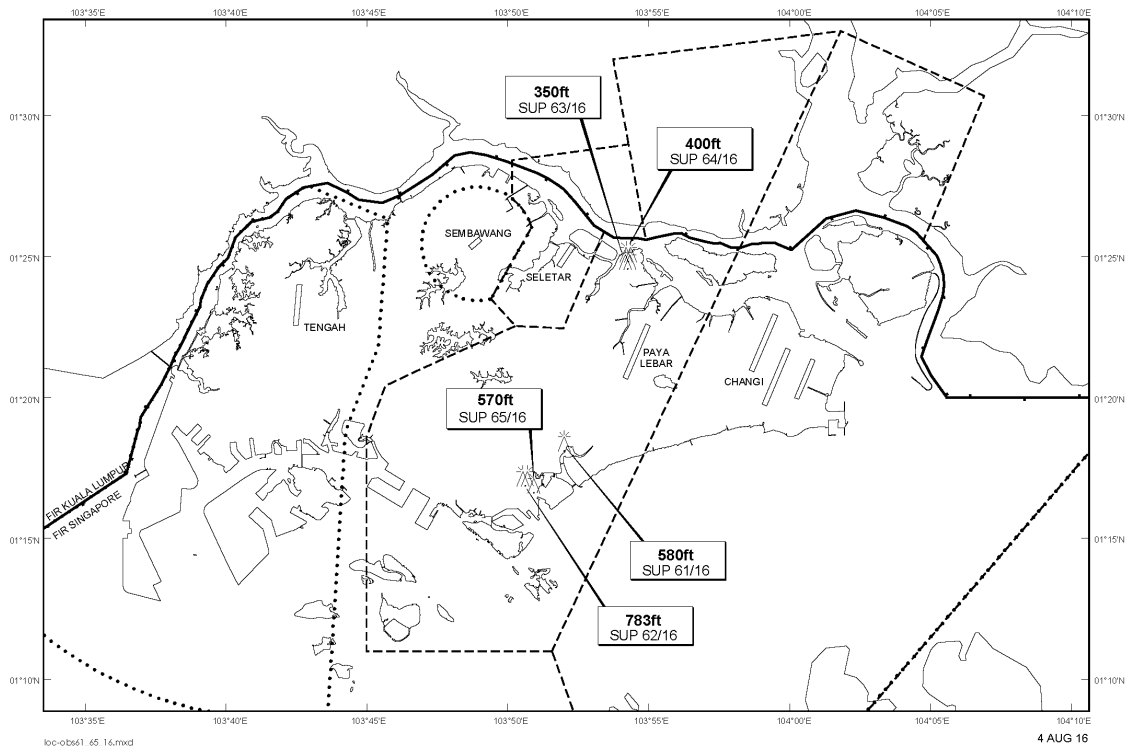 103°35'E
103°40'E
103°45'E
103°50'E
103°55'E
104°00'E
104°05'E
104°10'E
01°30'N
01°30'N
350ft
SUP 63/16
400ft
SUP 64/16
SEMBAWANG
01°25'N
01°25'N
SELETAR
TENGAH
PAYA
LEBAR
CHANGI
01°20'N
01°20'N
570ft
SUP 65/16
FIR KUALA LUMPUR
FIR SINGAPORE
01°15'N
01°15'N
580ft
SUP 61/16
783ft
SUP 62/16
01°10'N
01°10'N
103°35'E
103°40'E
103°45'E
103°50'E
103°55'E
104°00'E
104°05'E
104°10'E
loc-obs61_65_16.mxd
4 AUG 16